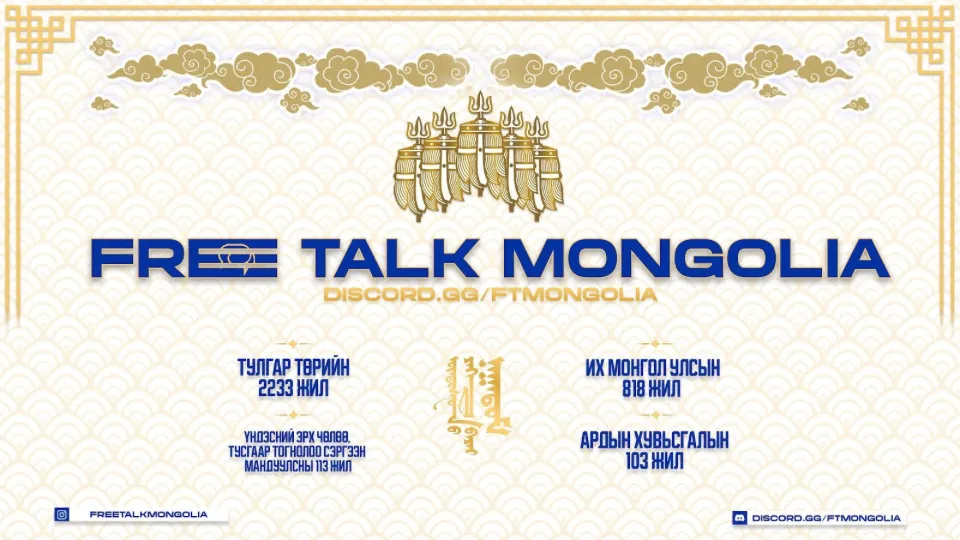 FREE TALK MONGOLIA
DISCORD.GG/FTMONGOLIA
ТУЛГАР ТӨРИЙН
2233 ЖИЛ
ҮНДЭСНИЙ ЭРХ ЧӨЛӨӨ,
ТУСГААР ТОГНОЛОО СЭРГЭЭН
МАНДУУЛСНЫ 113 ЖИЛ
ИХ МОНГОЛ УЛСЫН
818 ЖИЛ
АРДЫН ХУВЬСГАЛЫН
103 ЖИЛ
FREETALKMONGOLIA
DISCORD.GG/FTMONGOLIA